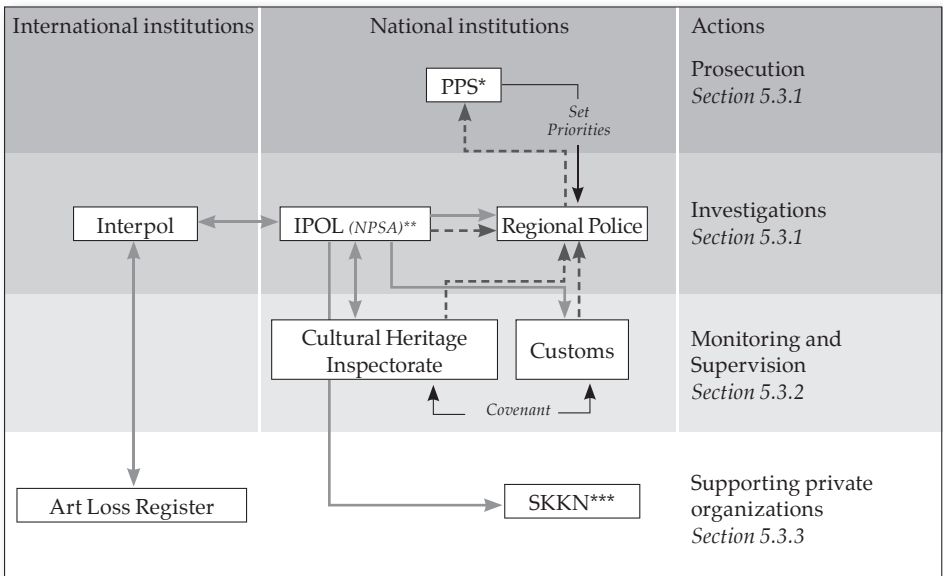 International institutions
National institutions
Actions
PPS*
Set
Priorities
Prosecution
Section 5.3.1
Interpol
IPOL (NPSA)**
Regional Police
Investigations
Section 5.3.1
Cultural Heritage
Inspectorate
Customs
Covenant
Monitoring and
Supervision
Section 5.3.2
Art Loss Register
SKKN***
Supporting private
organizations
Section 5.3.3